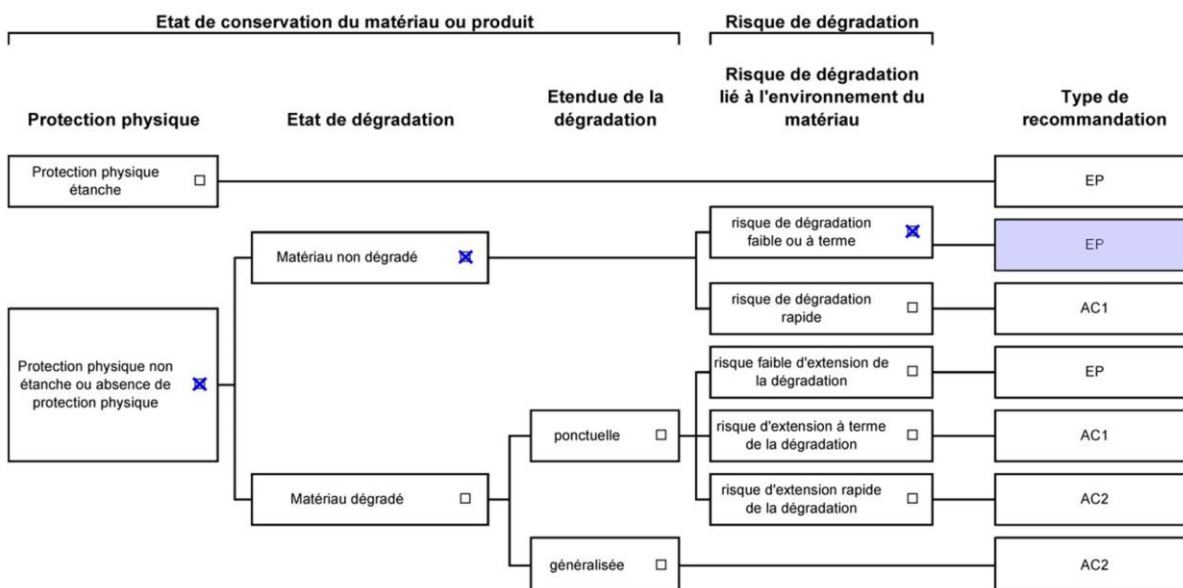 Etat de conservation du matériau ou produit
Risque de dégradation
Protection physique
Etat de dégradation
Etendue de la
dégradation
Risque de dégradation
lié à l'environnement du
matériau
Type de
recommandation
Protection physique
étanche
EP
risque de dégradation
faible ou à terme
EP
Matériau non dégradé
risque de dégradation
rapide
AC1
Protection physique non
étanche ou absence de
protection physique
risque faible d'extension de
la dégradation
EP
ponctuelle
risque d'extension à terme
de la dégradation
AC1
Matériau dégradé
risque d'extension rapide
de la dégradation
AC2
généralisée
AC2